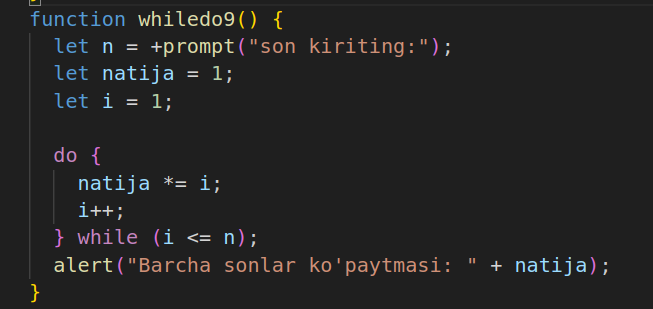 function whiledo9() {
let n = +prompt("son kiriting:");
let natija = 1;
let i = 1;
do {
natija *= i;
i++;
} while (i <= n);
alert("Barcha sonlar ko'paytmasi: " + natija);
}